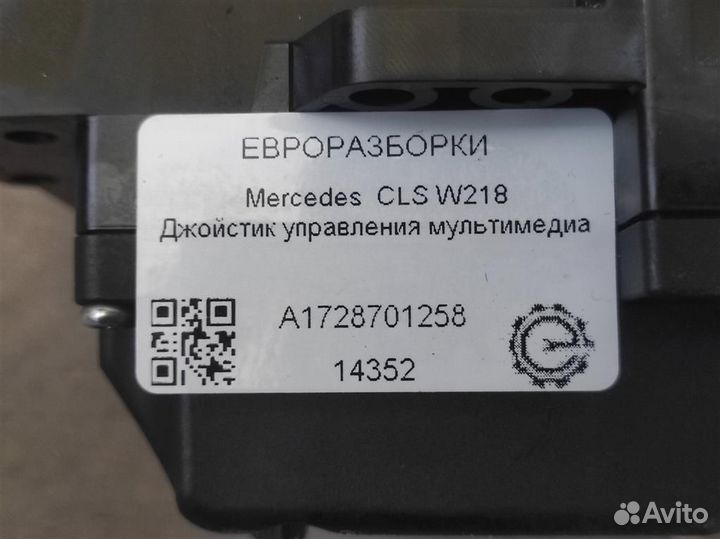 ЕВРОРАЗБОРКИ
Mercedes CLS W218
Джойстик управления мультимедиа
A1728701258
14352
Avito